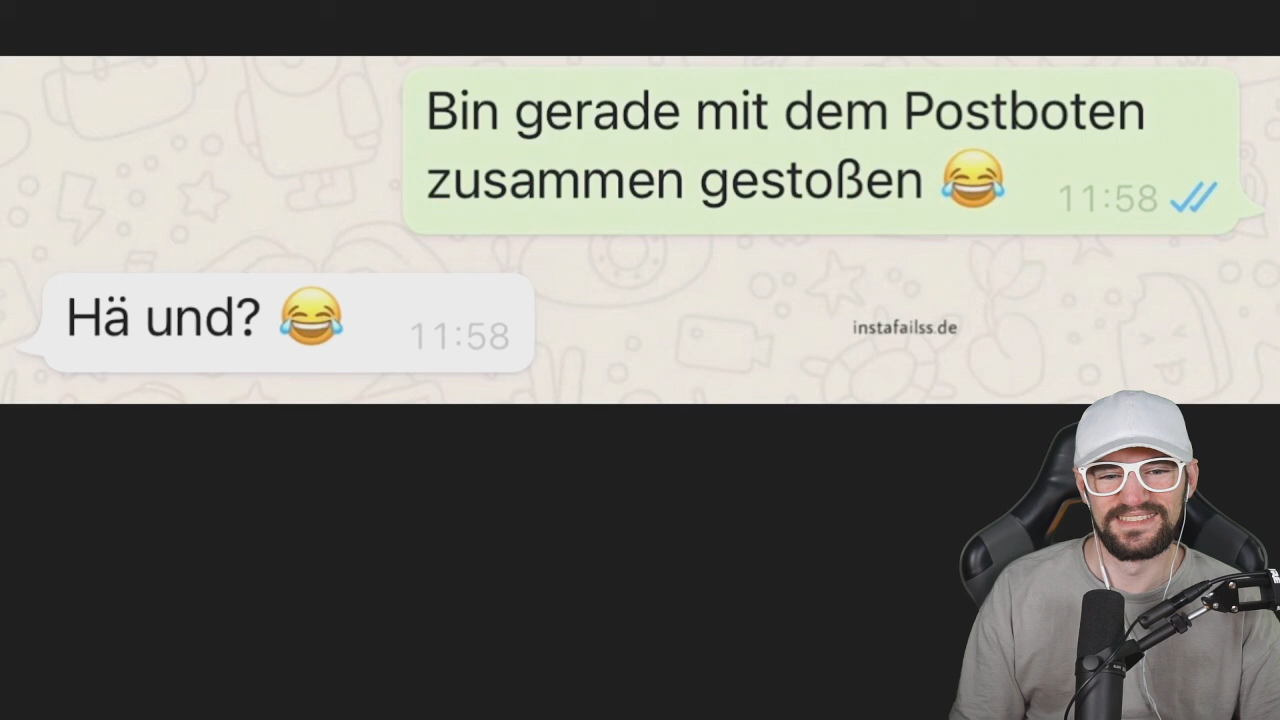 Bin gerade mit dem Postboten
zusammen gestoßen 😂 11:58
Hä und? 😂 11:58
instafailss.de